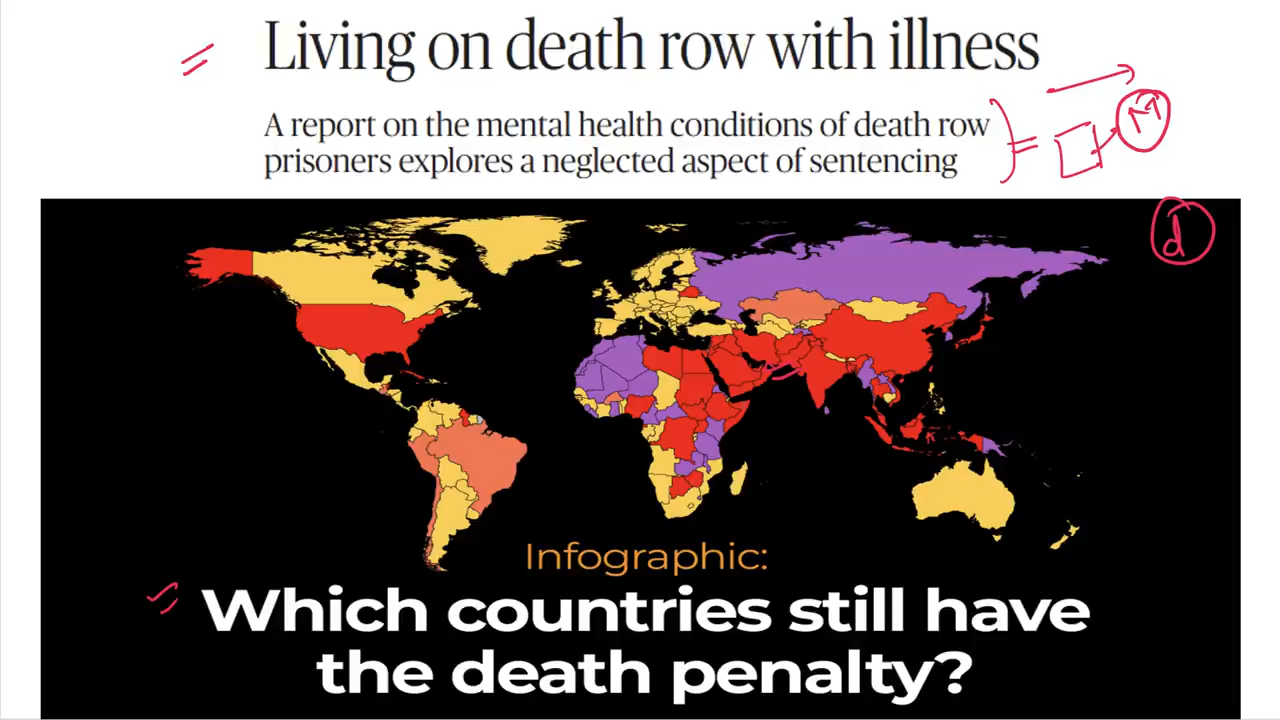 Living on death row with illness
A report on the mental health conditions of death row
prisoners explores a neglected aspect of sentencing
d
Infographic:
Which countries still have
the death penalty?